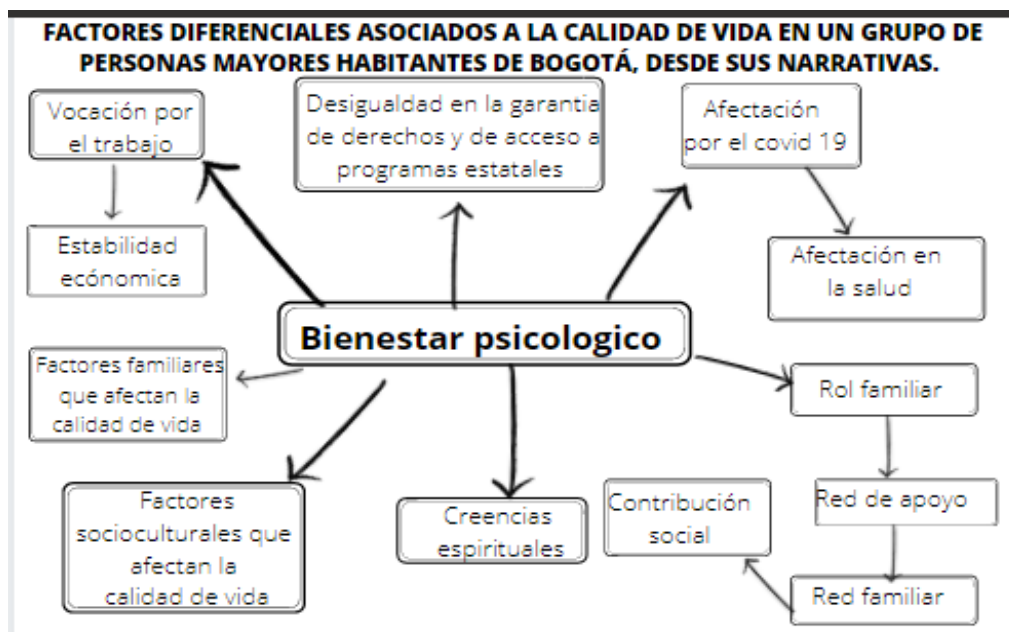 FACTORES DIFERENCIALES ASOCIADOS A LA CALIDAD DE VIDA EN UN GRUPO DE
PERSONAS MAYORES HABITANTES DE BOGOTÁ, DESDE SUS NARRATIVAS.
Vocación por
el trabajo
Desigualdad en la garantia
de derechos y de acceso a
programas estatales
Afectación
por el covid 19
Estabilidad
ecónomica
Afectación en
la salud
Bienestar psicologico
Factores familiares
que afectan la
calidad de vida
Rol familiar
Factores
socioculturales que
afectan la
calidad de vida
Creencias
espirituales
Contribución
social
Red de apoyo
Red familiar